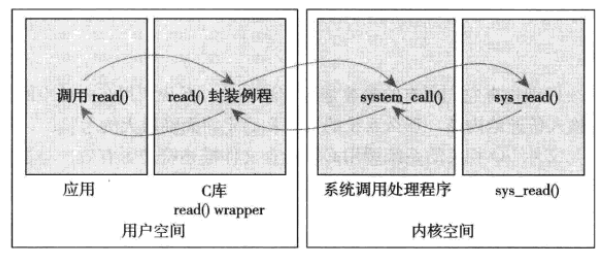 调用 read()
read() 封装例程
system_call()
sys_read()
应用
C库
read() wrapper
系统调用处理程序
sys_read()
用户空间
内核空间